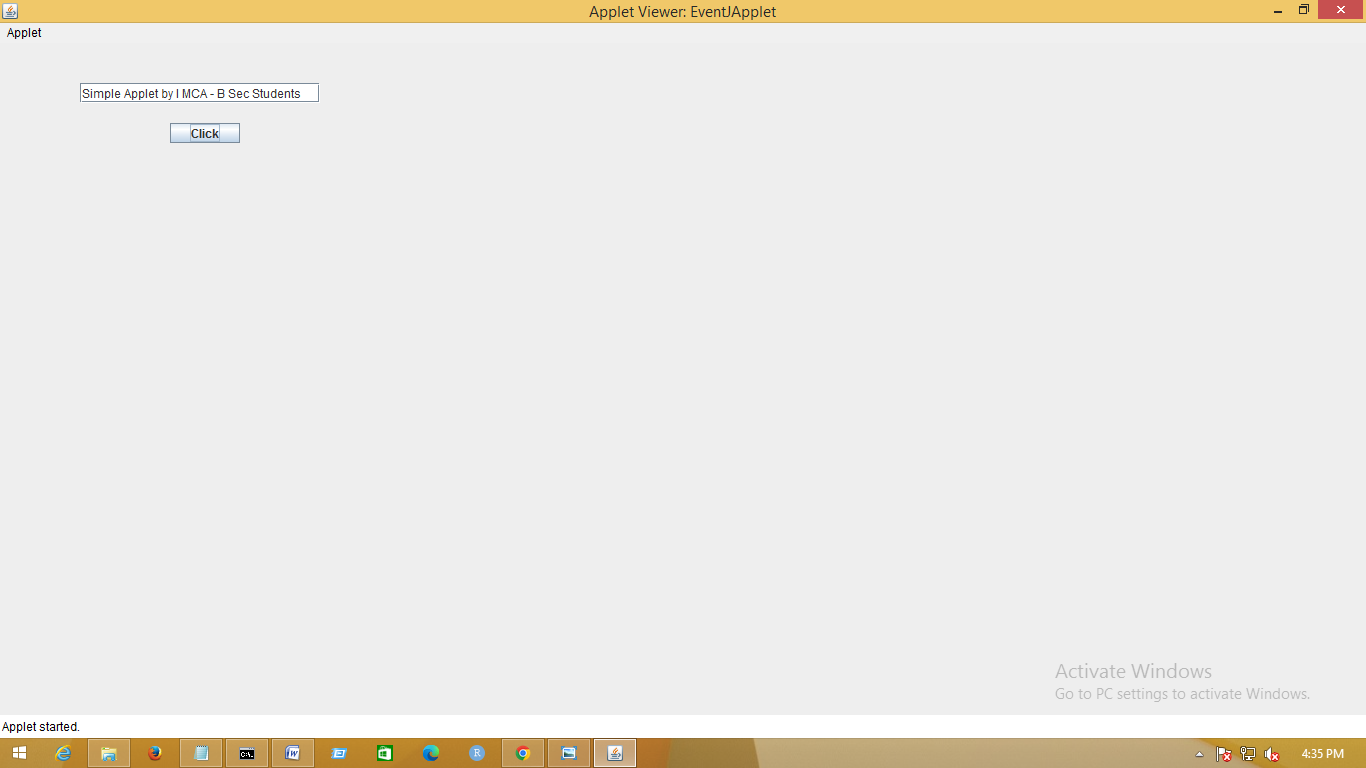 Applet Viewer: EventJApplet
Applet
Simple Applet by I MCA - B Sec Students
Click
Activate Windows
Go to PC settings to activate Windows.
Applet started.
C:\.
W
R
4:35 PM